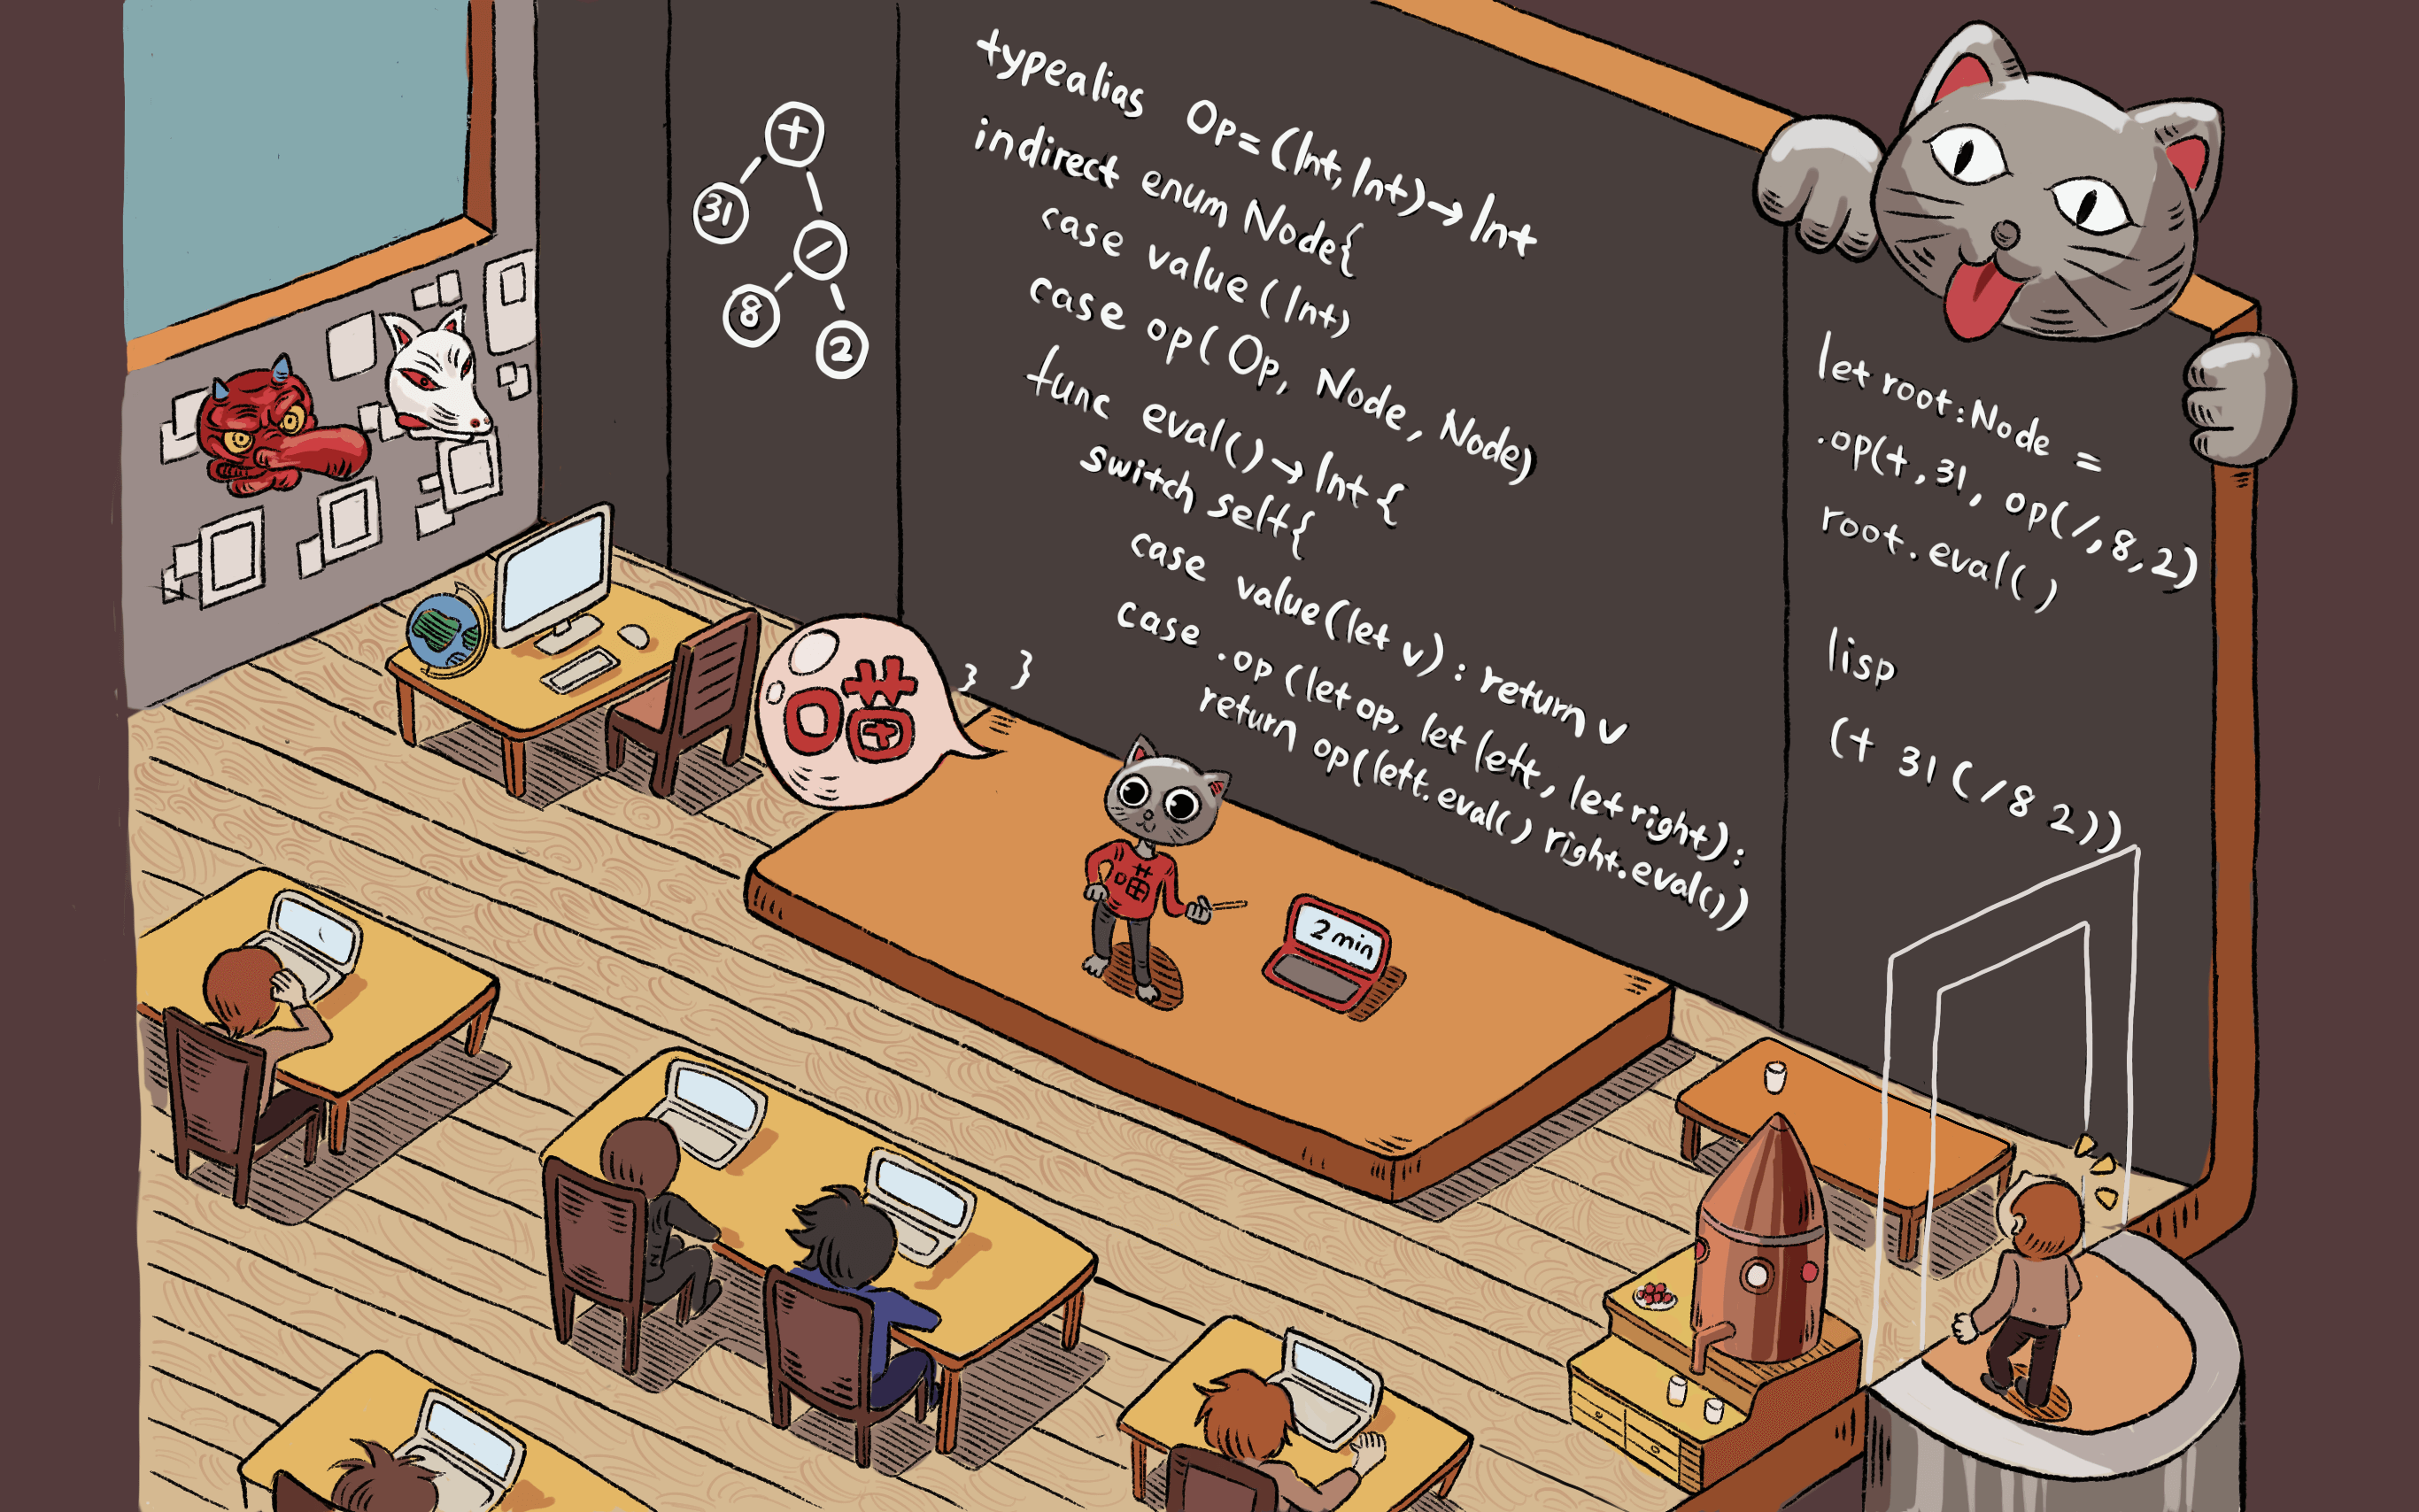 +
31
/
8
2
typealias Op=(Int,Int)→Int
indirect enum Node{
case value (Int)
case op( Op, Node, Node)
func eval()→Int{
switch self{
case value(let v): return v
case .op (let op, let left, let right):
return op(left.eval() right.eval())
} }
let root:Node =
.op(+,31, op(/,8,2)
root.eval()
lisp
(+ 31 (/8 2))
喵
喵
2 min